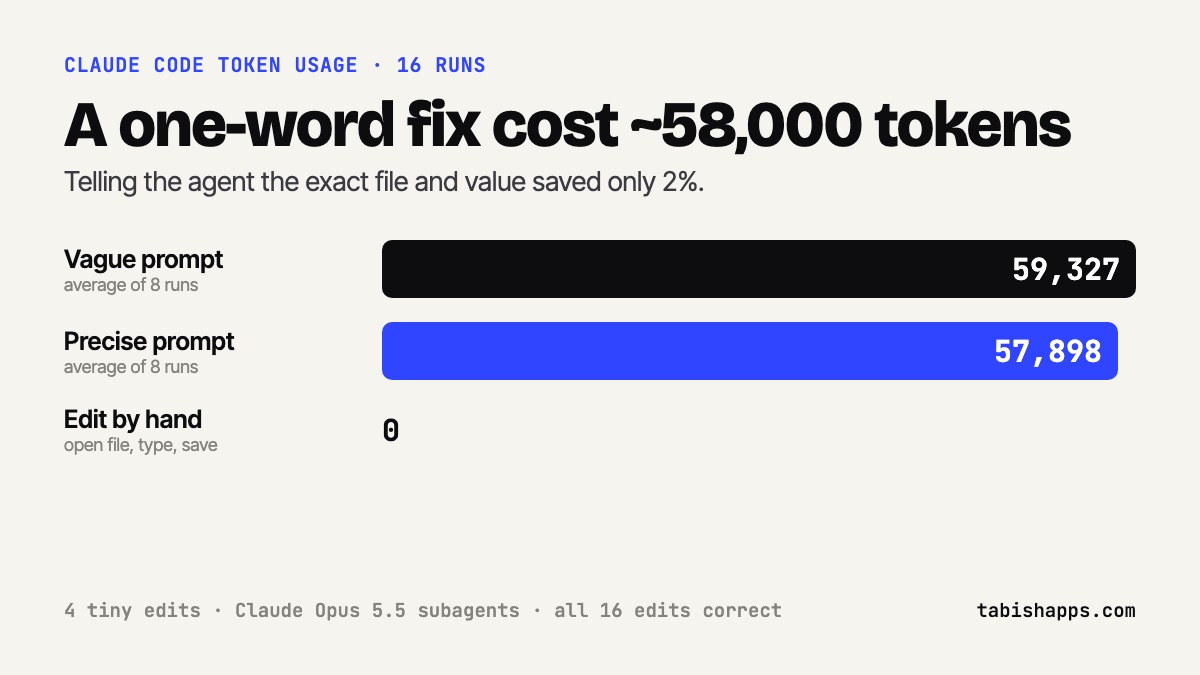 CLAUDE CODE TOKEN USAGE · 16 RUNS
A one-word fix cost ~58,000 tokens
Telling the agent the exact file and value saved only 2%.
Vague prompt
average of 8 runs
59,327
Precise prompt
average of 8 runs
57,898
Edit by hand
open file, type, save
0
4 tiny edits · Claude Opus 5.5 subagents · all 16 edits correct
tabishapps.com